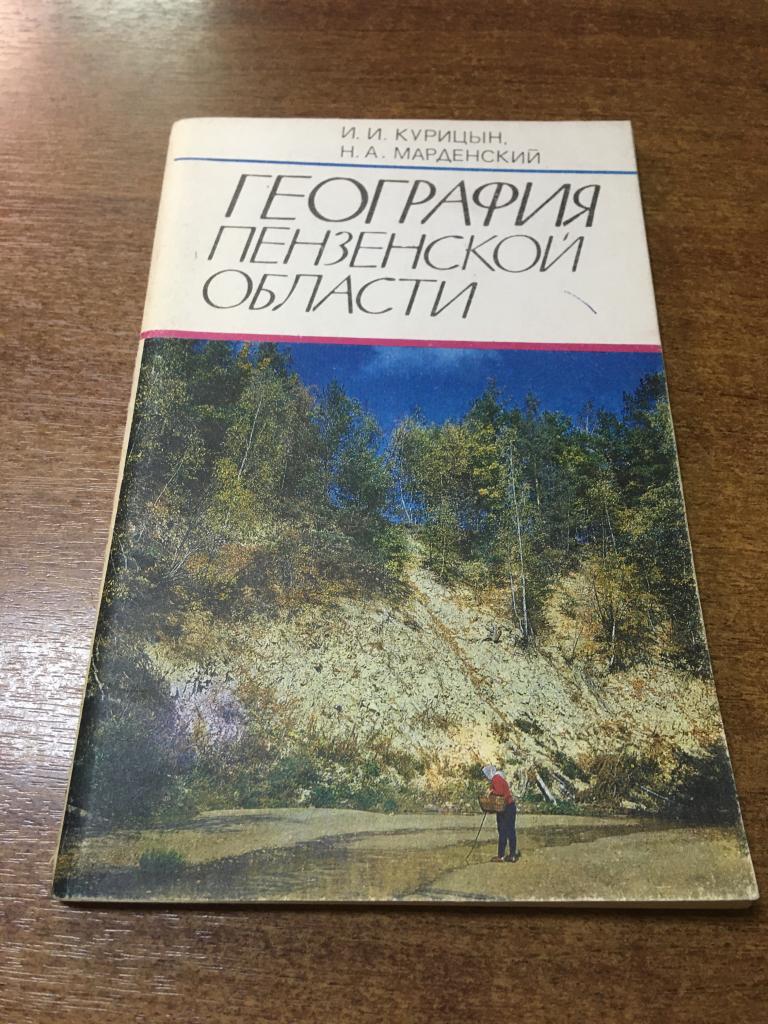 И. И. КУРИЦЫН,
Н. А. МАРДЕНСКИЙ
ГЕОГРАФИЯ
ПЕНЗЕНСКОЙ
ОБЛАСТИ